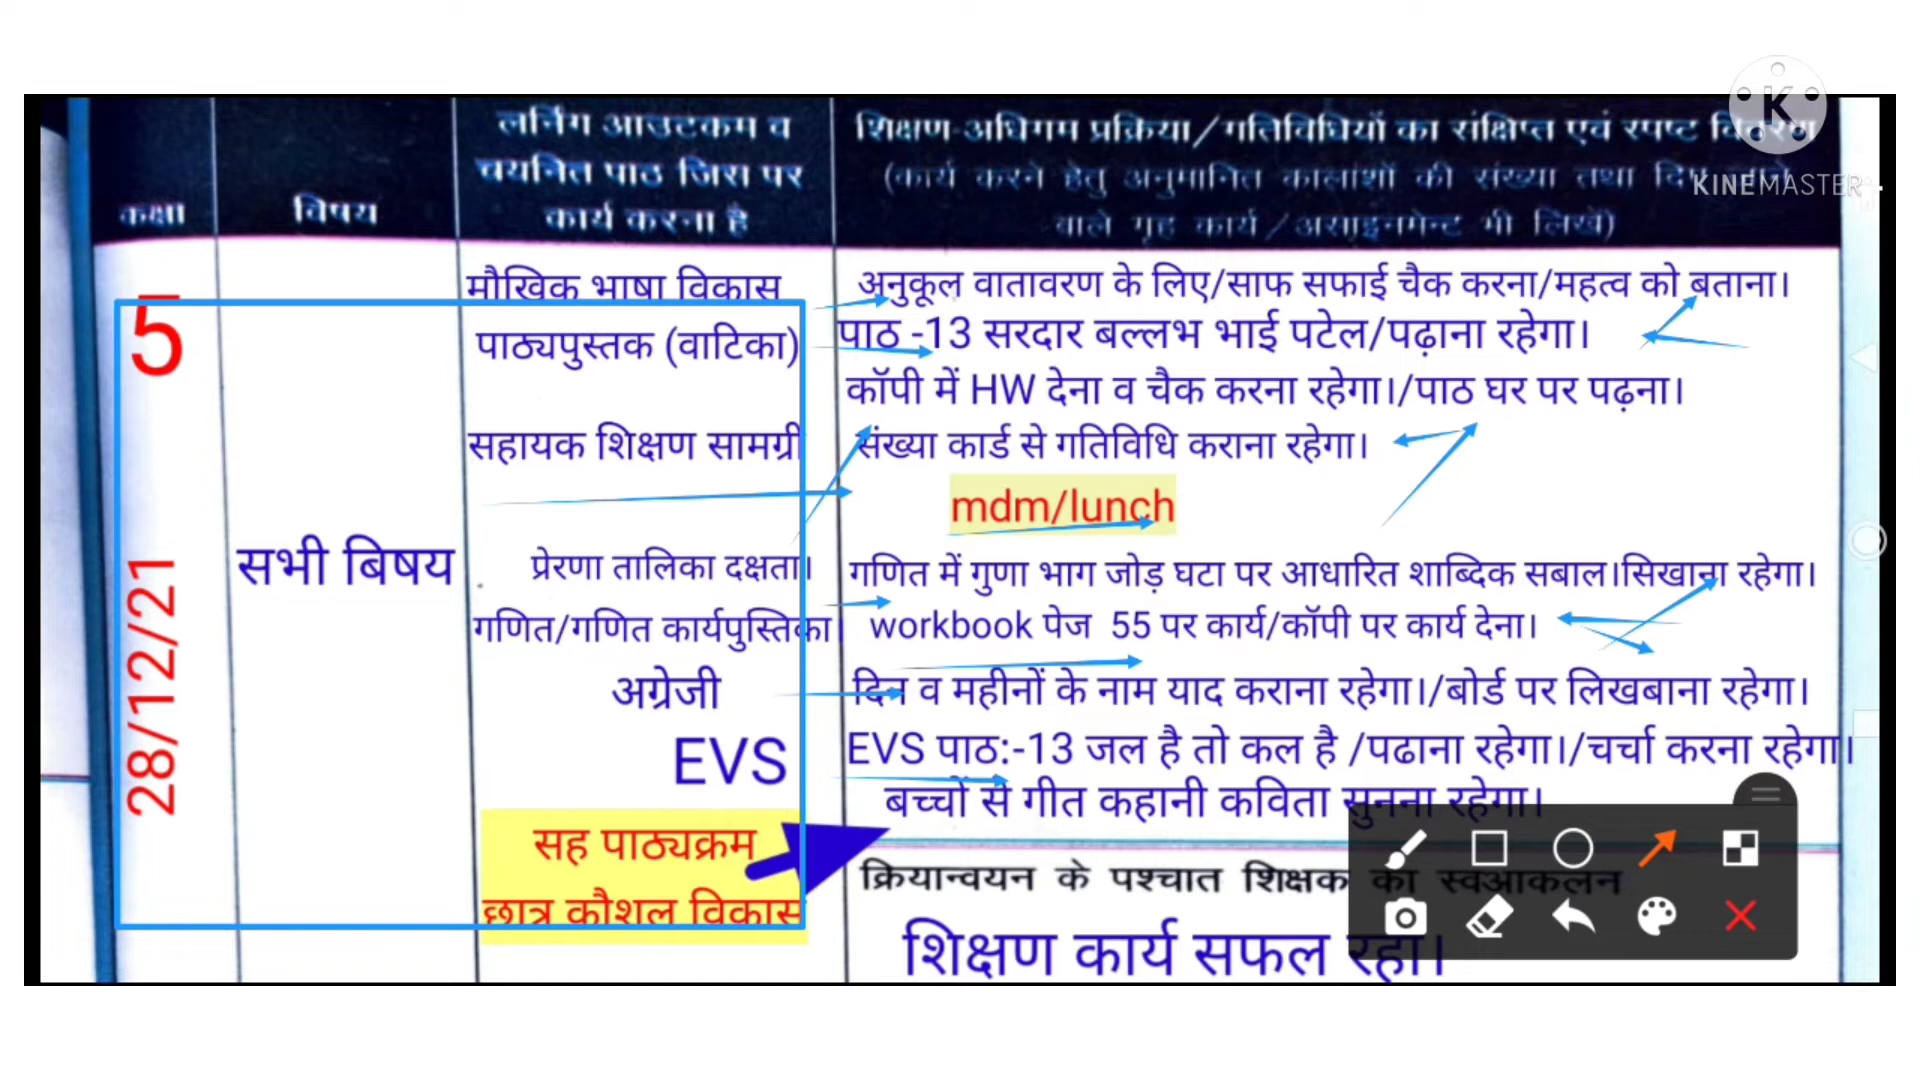 KINEMASTER
लर्निंग आउटकम व
चयनित पाठ जिस पर
कार्य करना है
शिक्षण-अधिगम प्रक्रिया/गतिविधियों का संक्षिप्त एवं स्पष्ट विवरण
(कार्य करने हेतु अनुमानित कालांशों की संख्या तथा
वाले गृह कार्य/असाइनमेन्ट भी लिखें)
कक्षा
विषय
5
28/12/21
सभी बिषय
मौखिक भाषा विकास
अनुकूल वातावरण के लिए/साफ सफाई चैक करना/महत्व को बताना।
पाठ्यपुस्तक (वाटिका)
पाठ -13 सरदार बल्लभ भाई पटेल/पढ़ाना रहेगा।
कॉपी में HW देना व चैक करना रहेगा।/पाठ घर पर पढ़ना।
सहायक शिक्षण सामग्री
संख्या कार्ड से गतिविधि कराना रहेगा।
mdm/lunch
प्रेरणा तालिका दक्षता।
गणित में गुणा भाग जोड़ घटा पर आधारित शाब्दिक सबाल।सिखाना रहेगा।
गणित/गणित कार्यपुस्तिका
workbook पेज 55 पर कार्य/कॉपी पर कार्य देना।
अग्रेजी
दिन व महीनों के नाम याद कराना रहेगा।/बोर्ड पर लिखबाना रहेगा।
EVS
EVS पाठ:-13 जल है तो कल है /पढाना रहेगा।/चर्चा करना रहेगा।
बच्चों से गीत कहानी कविता सुनना रहेगा।
सह पाठ्यक्रम
छात्र कौशल विकास
क्रियान्वयन के पश्चात शिक्षक का स्वआकलन
शिक्षण कार्य सफल रहा।